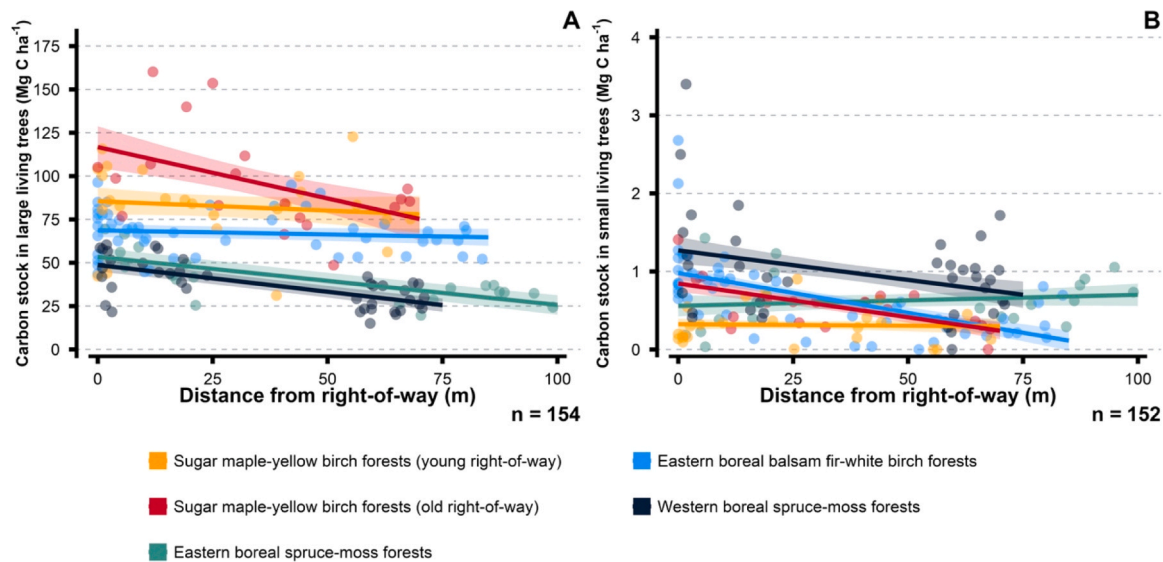 A
B
Carbon stock in large living trees (Mg C ha⁻¹)
175
150
125
100
75
50
25
0
0 25 50 75 100
Distance from right-of-way (m)
n = 154
Carbon stock in small living trees (Mg C ha⁻¹)
4
3
2
1
0
0 25 50 75 100
Distance from right-of-way (m)
n = 152
Sugar maple-yellow birch forests (young right-of-way)
Eastern boreal balsam fir-white birch forests
Sugar maple-yellow birch forests (old right-of-way)
Western boreal spruce-moss forests
Eastern boreal spruce-moss forests